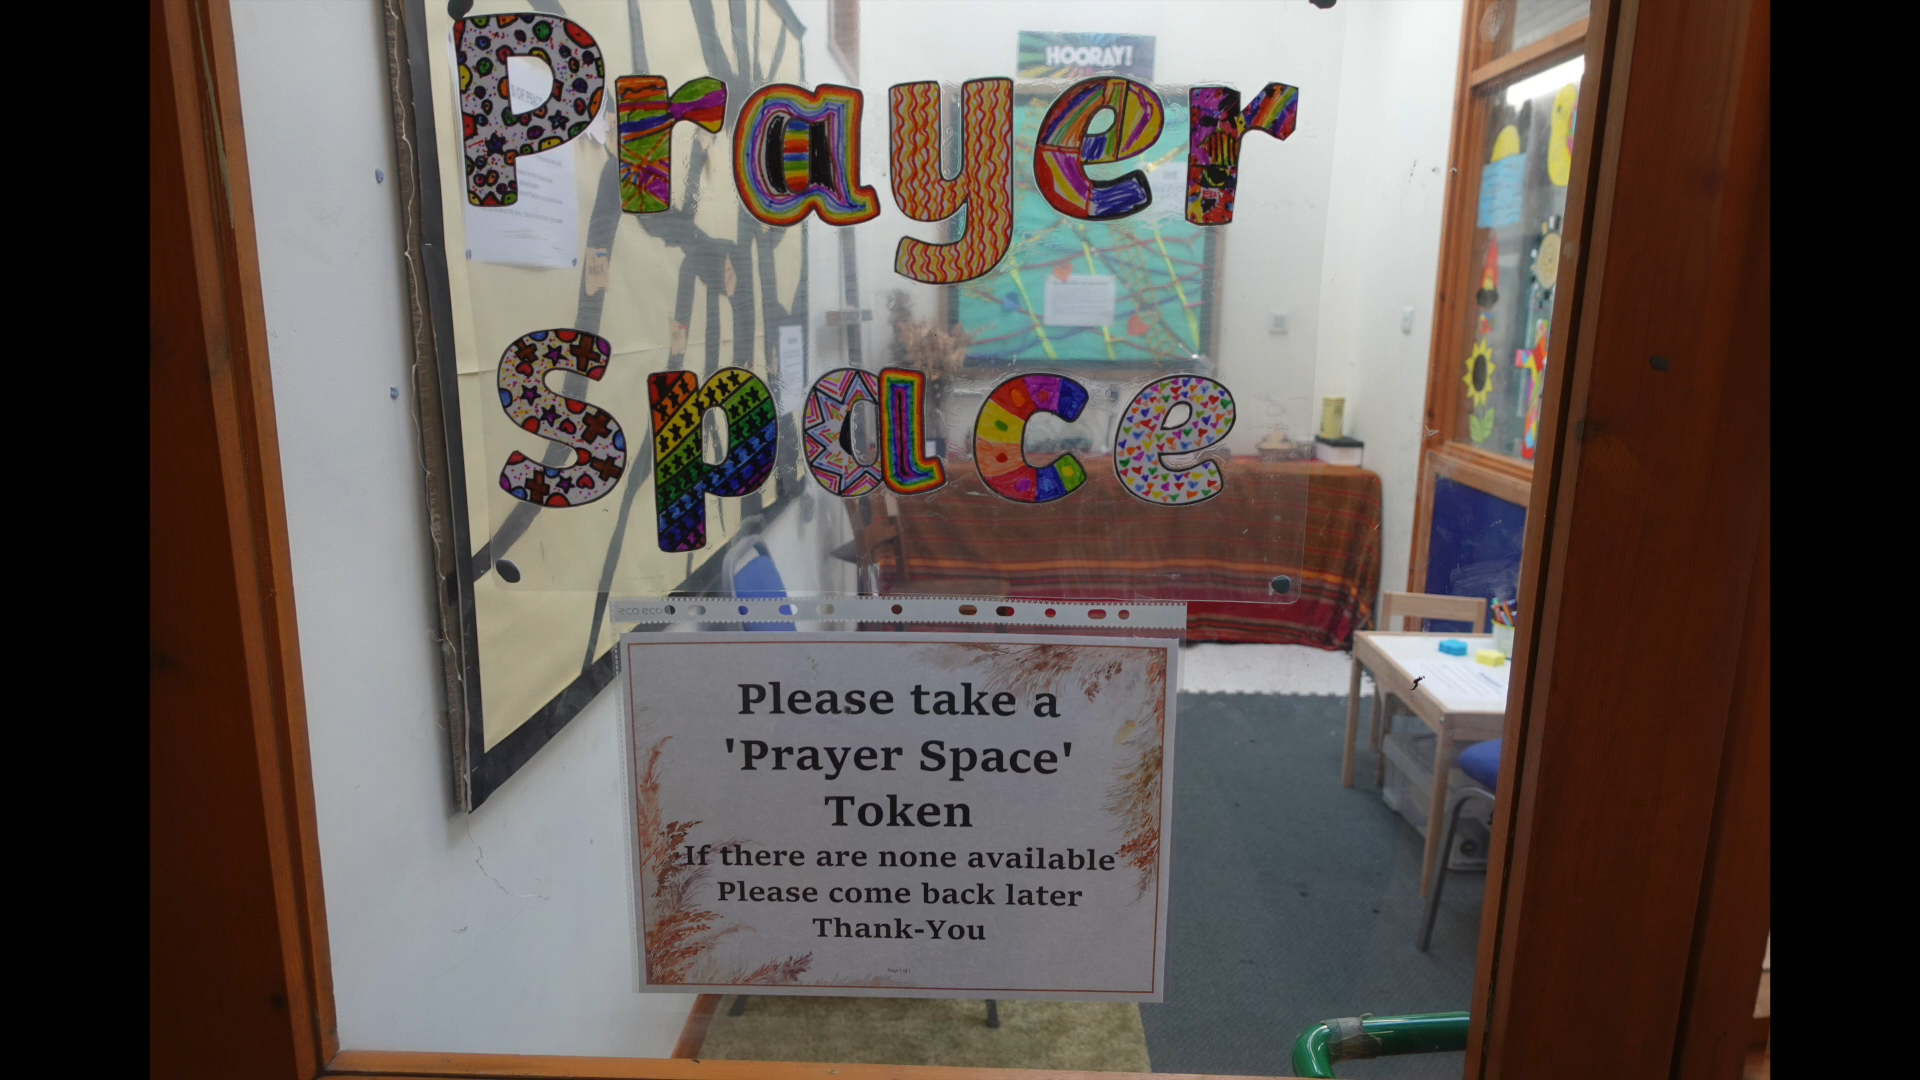 HOORAY!
Prayer
Space
Please take a
'Prayer Space'
Token
If there are none available
Please come back later
Thank-You